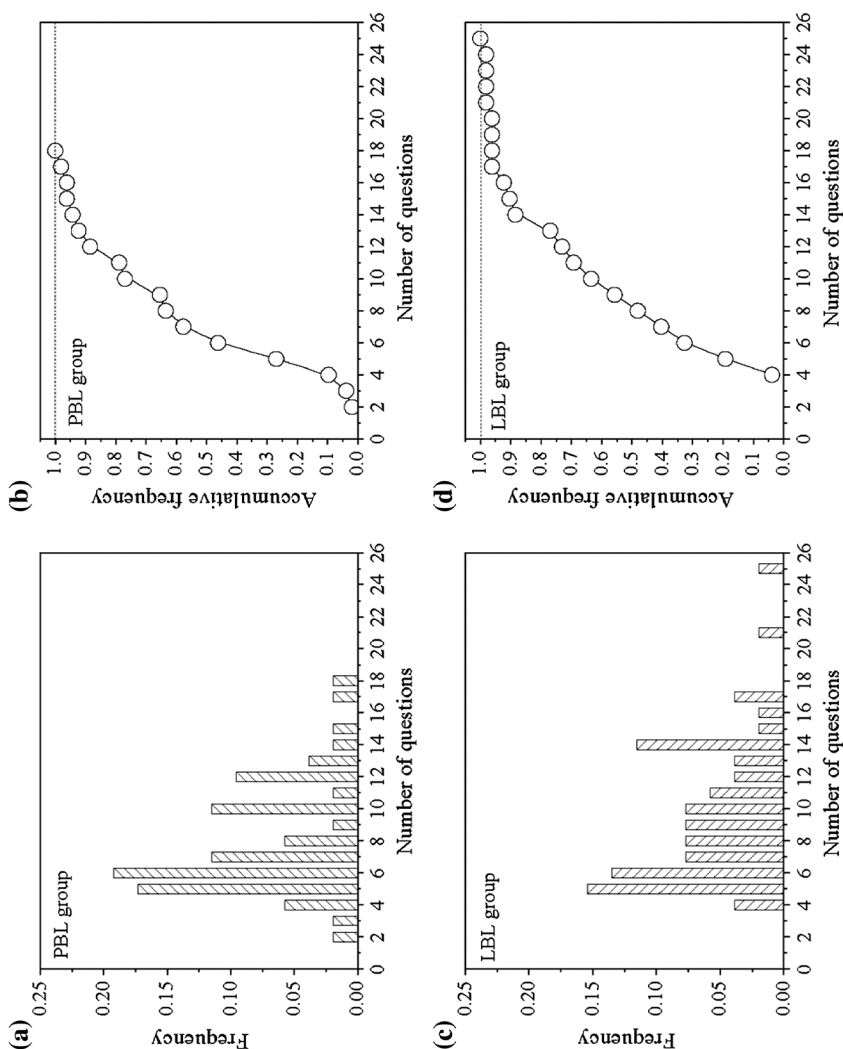 (a)
PBL group
Frequency
0.25
0.20
0.15
0.10
0.05
0.00
0 2 4 6 8 10 12 14 16 18 20 22 24 26
Number of questions
(b)
PBL group
Accumulative frequency
1.0
0.9
0.8
0.7
0.6
0.5
0.4
0.3
0.2
0.1
0.0
0 2 4 6 8 10 12 14 16 18 20 22 24 26
Number of questions
(c)
LBL group
Frequency
0.25
0.20
0.15
0.10
0.05
0.00
0 2 4 6 8 10 12 14 16 18 20 22 24 26
Number of questions
(d)
LBL group
Accumulative frequency
1.0
0.9
0.8
0.7
0.6
0.5
0.4
0.3
0.2
0.1
0.0
0 2 4 6 8 10 12 14 16 18 20 22 24 26
Number of questions